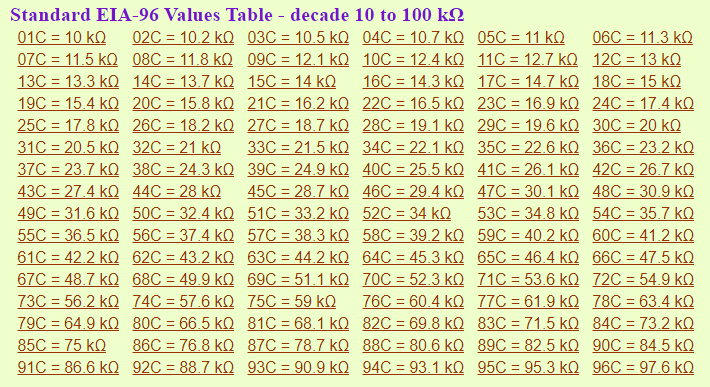 Standard EIA-96 Values Table - decade 10 to 100 kΩ
01C = 10 kΩ 02C = 10.2 kΩ 03C = 10.5 kΩ 04C = 10.7 kΩ 05C = 11 kΩ 06C = 11.3 kΩ
07C = 11.5 kΩ 08C = 11.8 kΩ 09C = 12.1 kΩ 10C = 12.4 kΩ 11C = 12.7 kΩ 12C = 13 kΩ
13C = 13.3 kΩ 14C = 13.7 kΩ 15C = 14 kΩ 16C = 14.3 kΩ 17C = 14.7 kΩ 18C = 15 kΩ
19C = 15.4 kΩ 20C = 15.8 kΩ 21C = 16.2 kΩ 22C = 16.5 kΩ 23C = 16.9 kΩ 24C = 17.4 kΩ
25C = 17.8 kΩ 26C = 18.2 kΩ 27C = 18.7 kΩ 28C = 19.1 kΩ 29C = 19.6 kΩ 30C = 20 kΩ
31C = 20.5 kΩ 32C = 21 kΩ 33C = 21.5 kΩ 34C = 22.1 kΩ 35C = 22.6 kΩ 36C = 23.2 kΩ
37C = 23.7 kΩ 38C = 24.3 kΩ 39C = 24.9 kΩ 40C = 25.5 kΩ 41C = 26.1 kΩ 42C = 26.7 kΩ
43C = 27.4 kΩ 44C = 28 kΩ 45C = 28.7 kΩ 46C = 29.4 kΩ 47C = 30.1 kΩ 48C = 30.9 kΩ
49C = 31.6 kΩ 50C = 32.4 kΩ 51C = 33.2 kΩ 52C = 34 kΩ 53C = 34.8 kΩ 54C = 35.7 kΩ
55C = 36.5 kΩ 56C = 37.4 kΩ 57C = 38.3 kΩ 58C = 39.2 kΩ 59C = 40.2 kΩ 60C = 41.2 kΩ
61C = 42.2 kΩ 62C = 43.2 kΩ 63C = 44.2 kΩ 64C = 45.3 kΩ 65C = 46.4 kΩ 66C = 47.5 kΩ
67C = 48.7 kΩ 68C = 49.9 kΩ 69C = 51.1 kΩ 70C = 52.3 kΩ 71C = 53.6 kΩ 72C = 54.9 kΩ
73C = 56.2 kΩ 74C = 57.6 kΩ 75C = 59 kΩ 76C = 60.4 kΩ 77C = 61.9 kΩ 78C = 63.4 kΩ
79C = 64.9 kΩ 80C = 66.5 kΩ 81C = 68.1 kΩ 82C = 69.8 kΩ 83C = 71.5 kΩ 84C = 73.2 kΩ
85C = 75 kΩ 86C = 76.8 kΩ 87C = 78.7 kΩ 88C = 80.6 kΩ 89C = 82.5 kΩ 90C = 84.5 kΩ
91C = 86.6 kΩ 92C = 88.7 kΩ 93C = 90.9 kΩ 94C = 93.1 kΩ 95C = 95.3 kΩ 96C = 97.6 kΩ